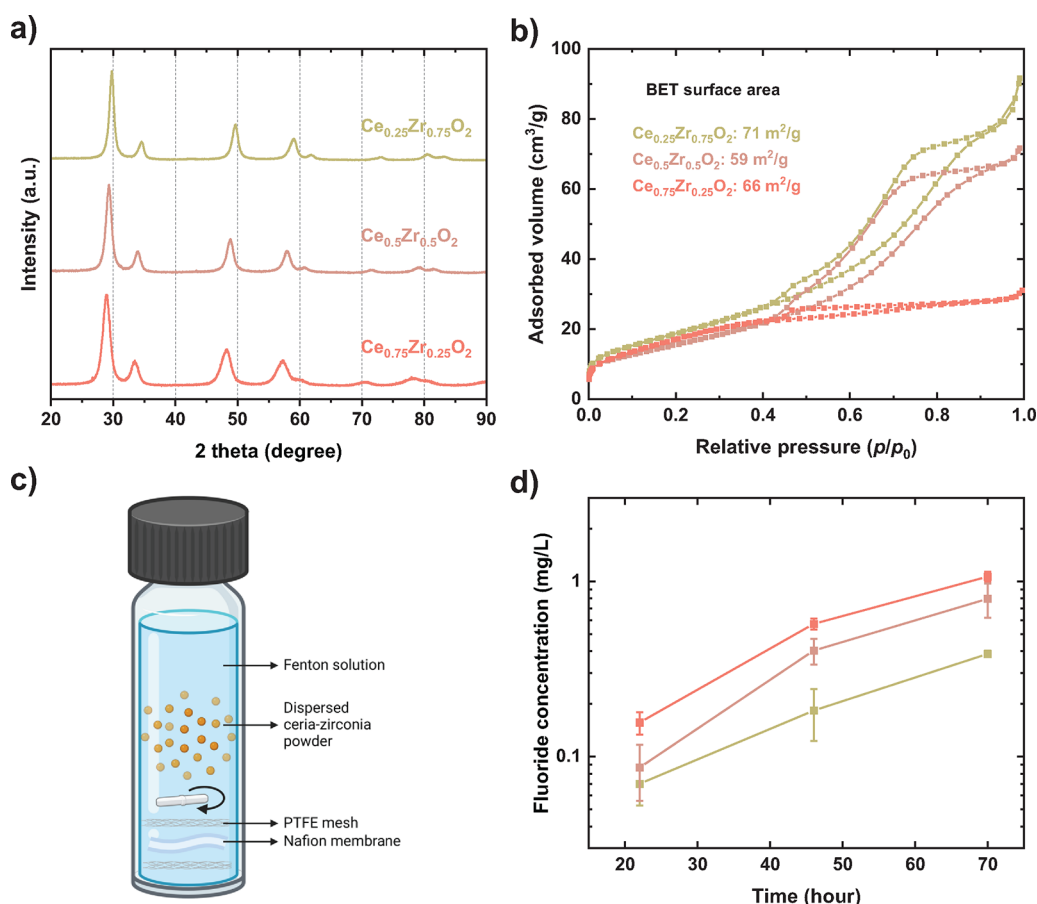 a)
Intensity (a.u.)
Ce0.25Zr0.75O2
Ce0.5Zr0.5O2
Ce0.75Zr0.25O2
20 30 40 50 60 70 80 90
2 theta (degree)
b)
Adsorbed volume (cm3/g)
100
80
60
40
20
0
BET surface area
Ce0.25Zr0.75O2: 71 m2/g
Ce0.5Zr0.5O2: 59 m2/g
Ce0.75Zr0.25O2: 66 m2/g
0.0 0.2 0.4 0.6 0.8 1.0
Relative pressure (p/p0)
c)
Fenton solution
Dispersed
ceria-zirconia
powder
PTFE mesh
Nafion membrane
d)
Fluoride concentration (mg/L)
1
0.1
20 30 40 50 60 70
Time (hour)